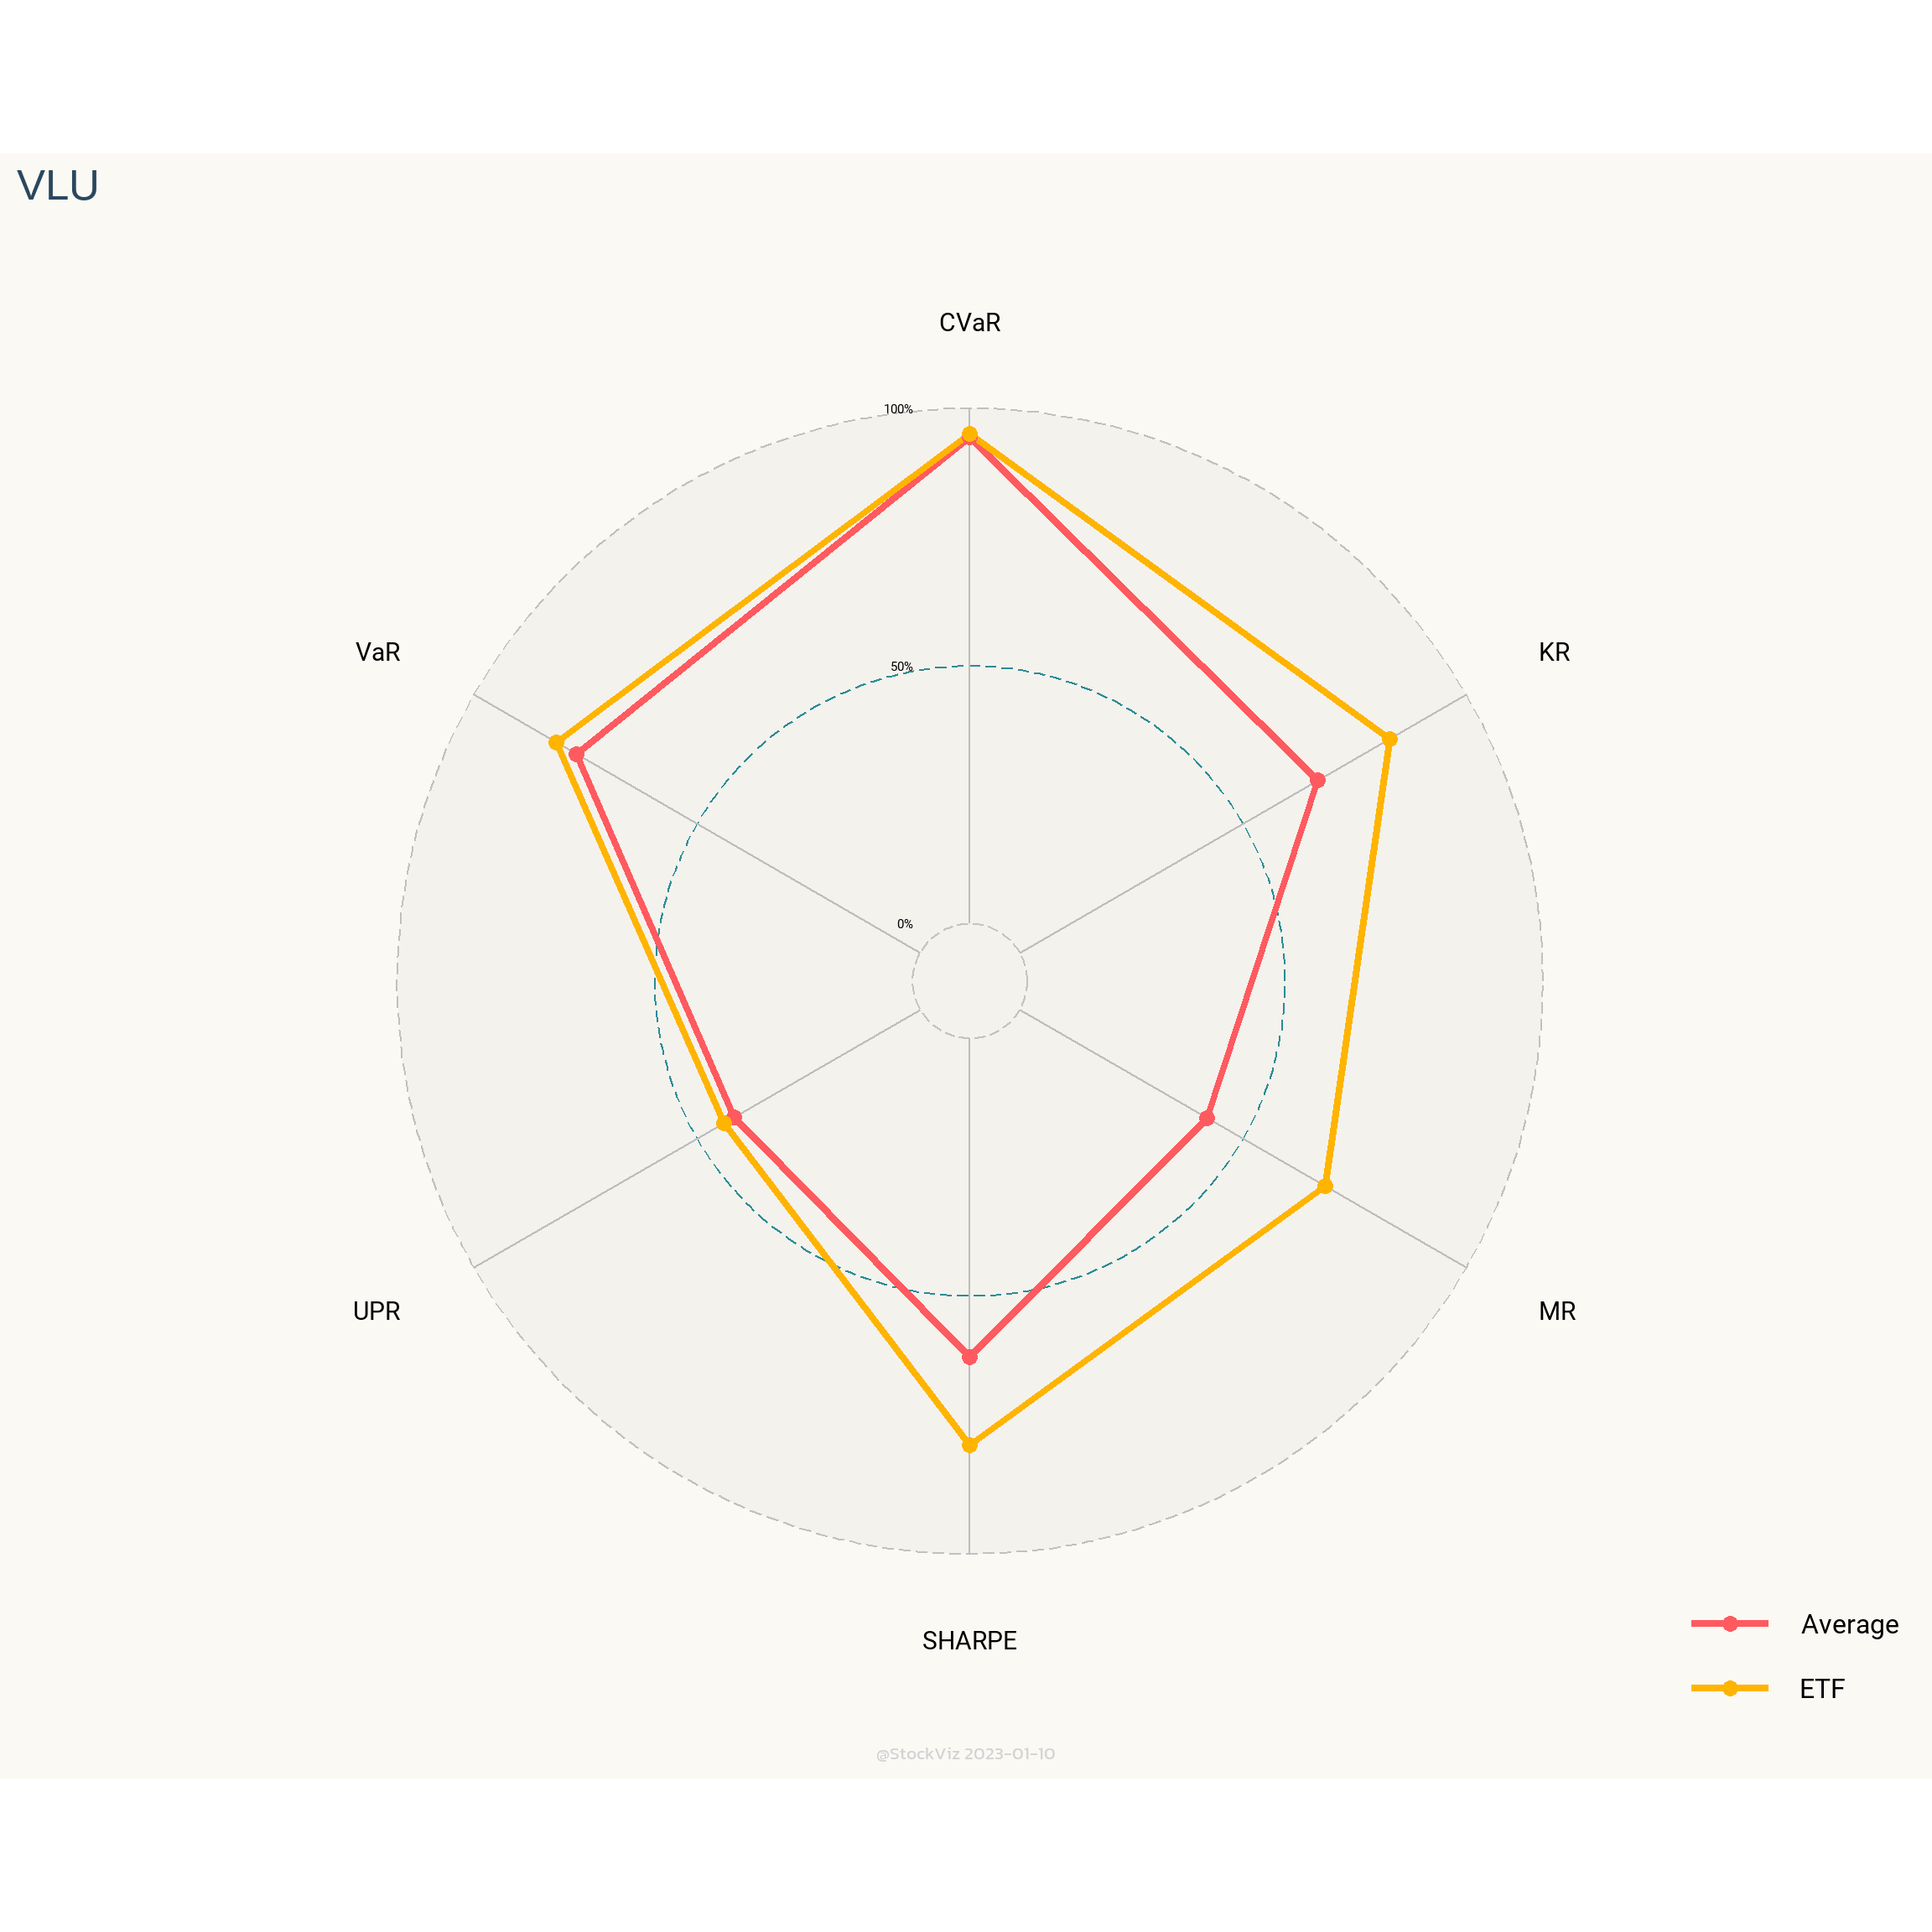 VLU
CVaR
100%
KR
VaR
50%
0%
UPR
MR
SHARPE
Average
ETF
@StockViz 2023-01-10